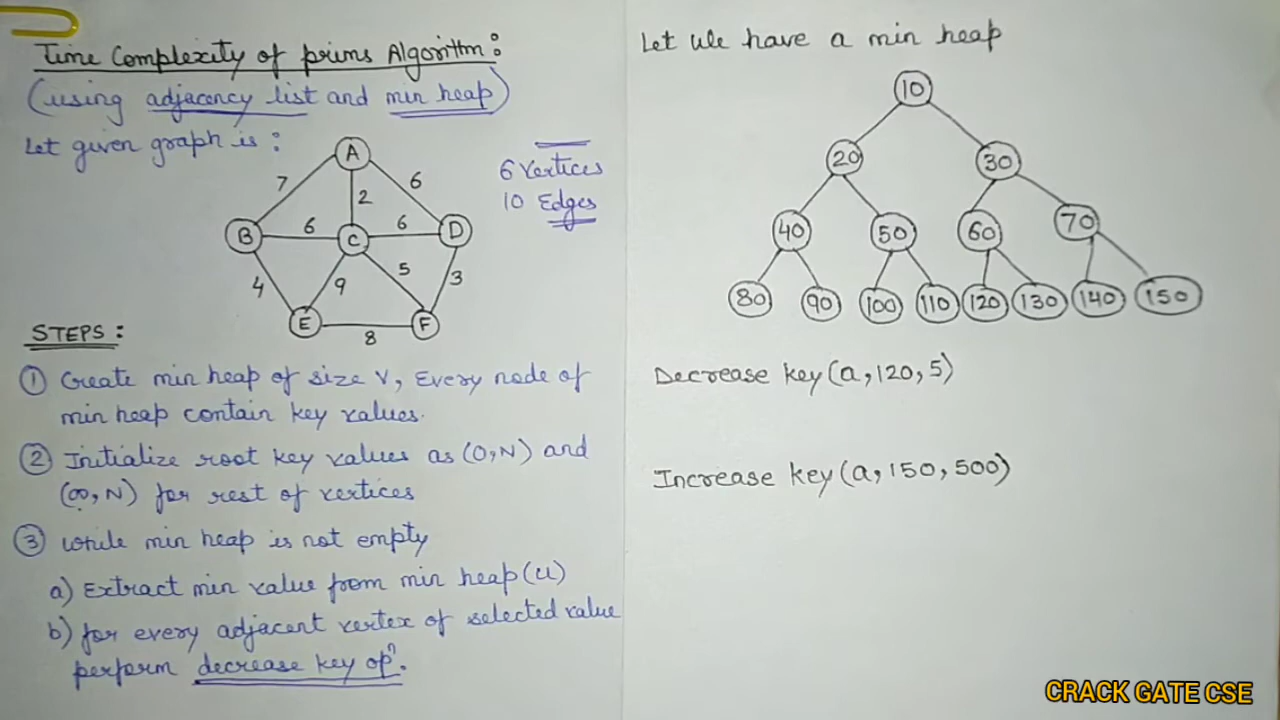 Time Complexity of prims Algorithm:
(using adjacency list and min heap)
Let given graph is:
A
7
2
6
6 Vertices
10 Edges
B
6
C
6
D
4
9
5
3
E
8
F
STEPS:
① Create min heap of size V, Every node of
min heap contain key values.
② Initialize root key values as (0,N) and
(∞,N) for rest of vertices
③ while min heap is not empty
a) Extract min value from min heap (u)
b) for every adjacent vertex of selected value
perform decrease key opⁿ.
Let we have a min heap
10
20 30
40 50 60 70
80 90 100 110 120 130 140 150
Decrease key(a,120,5)
Increase key(a,150,500)
CRACK GATE CSE